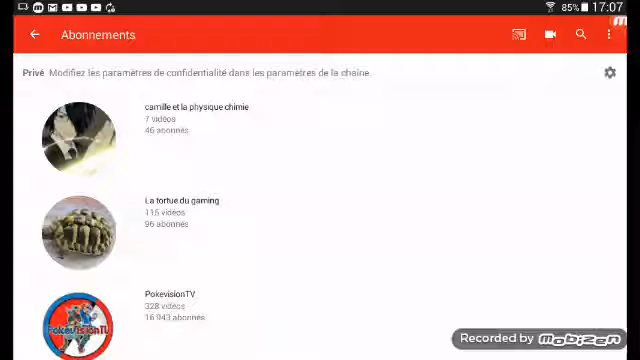 85% 17:07
Abonnements
Privé Modifiez les paramètres de confidentialité dans les paramètres de la chaîne.
camille et la physique chimie
7 vidéos
46 abonnés
La tortue du gaming
115 vidéos
96 abonnés
PokevisionTV
328 vidéos
16 943 abonnés
PokévisionTV
Recorded by mobizen